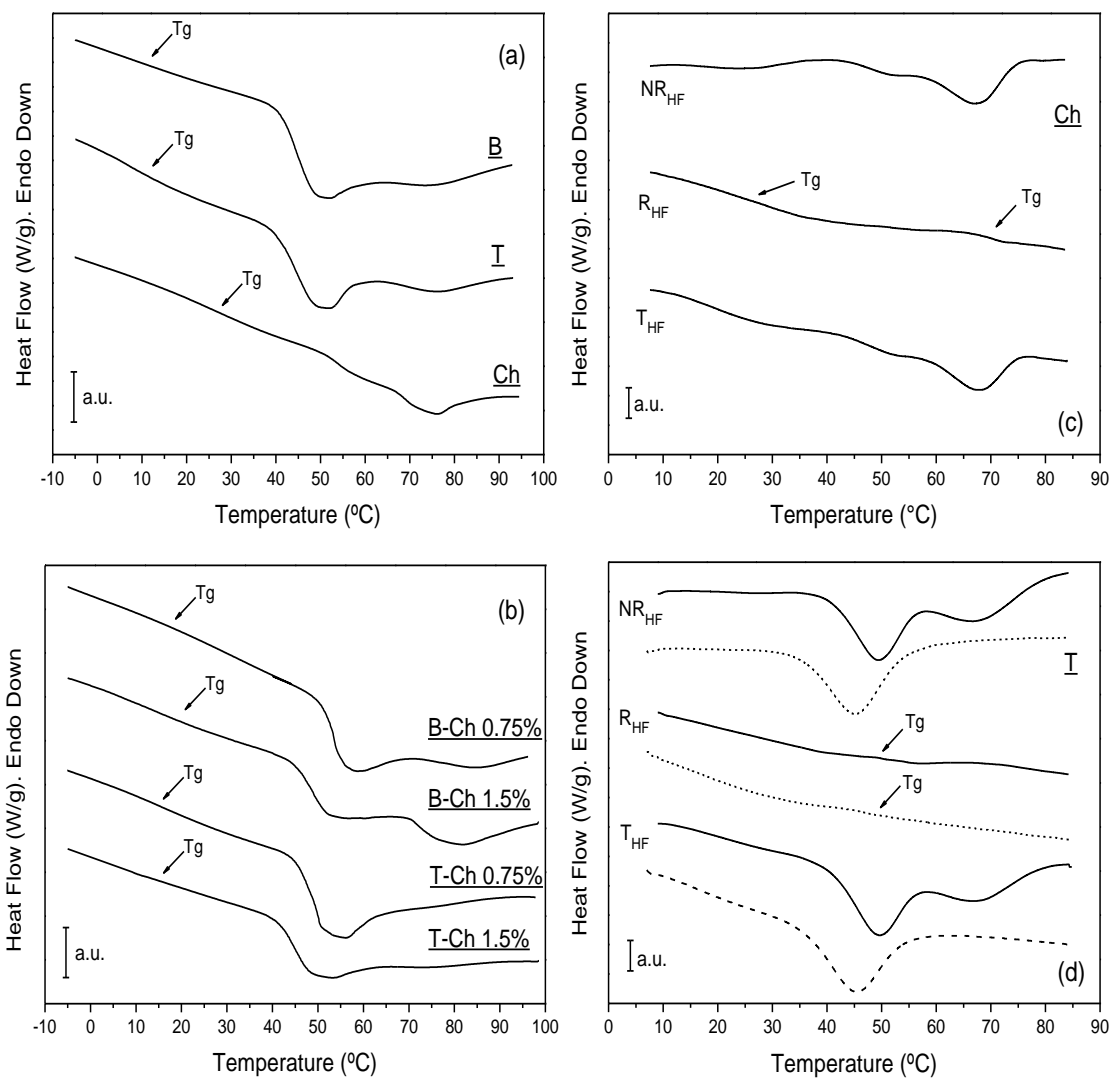 Heat Flow (W/g). Endo Down
(a)
Tg
B
Tg
T
Tg
Ch
a.u.
-10 0 10 20 30 40 50 60 70 80 90 100
Temperature (ºC)
Heat Flow (W/g). Endo Down
NR_HF
Ch
R_HF
Tg
Tg
T_HF
a.u.
(c)
0 10 20 30 40 50 60 70 80 90
Temperature (°C)
Heat Flow (W/g). Endo Down
(b)
Tg
B-Ch 0.75%
Tg
B-Ch 1.5%
Tg
T-Ch 0.75%
Tg
T-Ch 1.5%
a.u.
-10 0 10 20 30 40 50 60 70 80 90 100
Temperature (ºC)
Heat Flow (W/g). Endo Down
NR_HF
T
R_HF
Tg
Tg
T_HF
a.u.
(d)
0 10 20 30 40 50 60 70 80 90
Temperature (ºC)